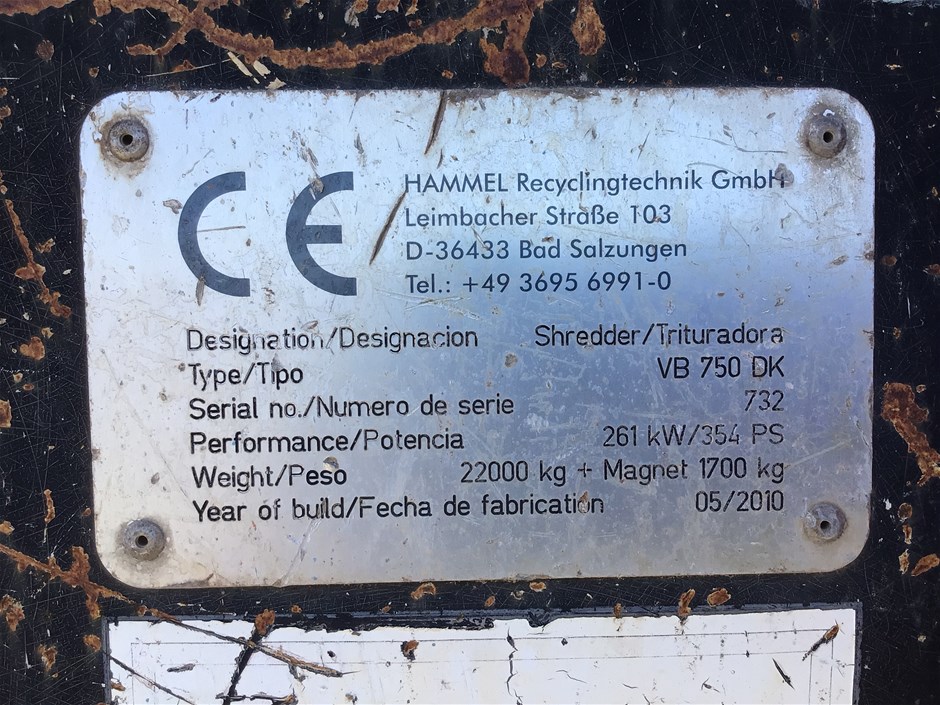 CE
HAMMEL Recyclingtechnik GmbH
Leimbacher Straße 103
D-36433 Bad Salzungen
Tel.: +49 3695 6991-0
Designation/Designacion Shredder/Trituradora
Type/Tipo VB 750 DK
Serial no./Numero de serie 732
Performance/Potencia 261 kW/354 PS
Weight/Peso 22000 kg + Magnet 1700 kg
Year of build/Fecha de fabrication 05/2010